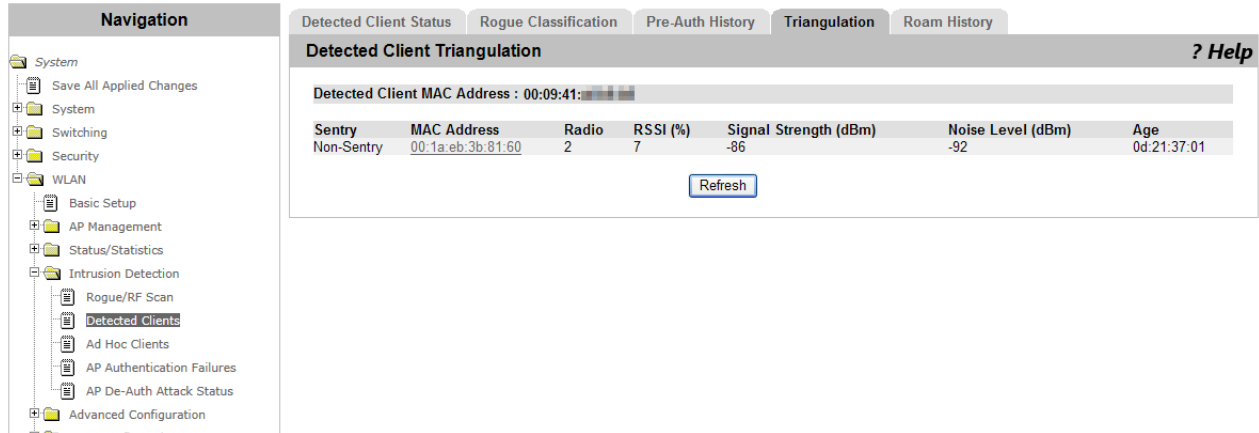 Navigation
System
Save All Applied Changes
System
Switching
Security
WLAN
Basic Setup
AP Management
Status/Statistics
Intrusion Detection
Rogue/RF Scan
Detected Clients
Ad Hoc Clients
AP Authentication Failures
AP De-Auth Attack Status
Advanced Configuration
Detected Client Status Rogue Classification Pre-Auth History Triangulation Roam History
Detected Client Triangulation ? Help
Detected Client MAC Address : 00:09:41:
Sentry MAC Address Radio RSSI (%) Signal Strength (dBm) Noise Level (dBm) Age
Non-Sentry 00:1a:eb:3b:81:60 2 7 -86 -92 0d:21:37:01
Refresh